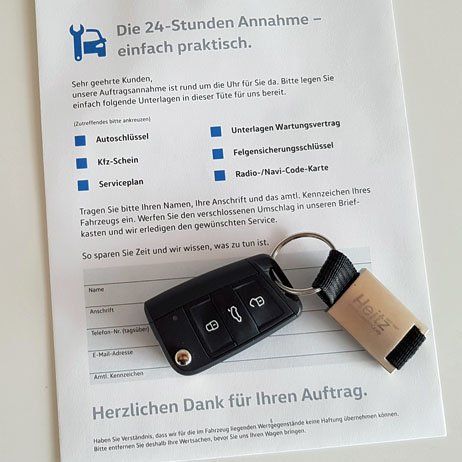 Die 24-Stunden Annahme –
einfach praktisch.
Sehr geehrte Kunden,
unsere Auftragsannahme ist rund um die Uhr für Sie da. Bitte legen Sie
einfach folgende Unterlagen in dieser Tüte für uns bereit.
(Zutreffendes bitte ankreuzen)
Autoschlüssel
Unterlagen Wartungsvertrag
Kfz-Schein
Felgensicherungsschlüssel
Serviceplan
Radio-/Navi-Code-Karte
Tragen Sie bitte Ihren Namen, Ihre Anschrift und das amtl. Kennzeichen Ihres
Fahrzeugs ein. Werfen Sie den verschlossenen Umschlag in unseren Brief-
kasten und wir erledigen den gewünschten Service.
So sparen Sie Zeit und wir wissen, was zu tun ist.
Name
Anschrift
Telefon-Nr. (tagsüber)
E-Mail-Adresse
Amtl. Kennzeichen
Heitz
Herzlichen Dank für Ihren Auftrag.
Haben Sie Verständnis, dass wir für die im Fahrzeug liegenden Wertgegenstände keine Haftung übernehmen können.
Bitte entfernen Sie deshalb Ihre Wertsachen, bevor Sie uns Ihren Wagen bringen.